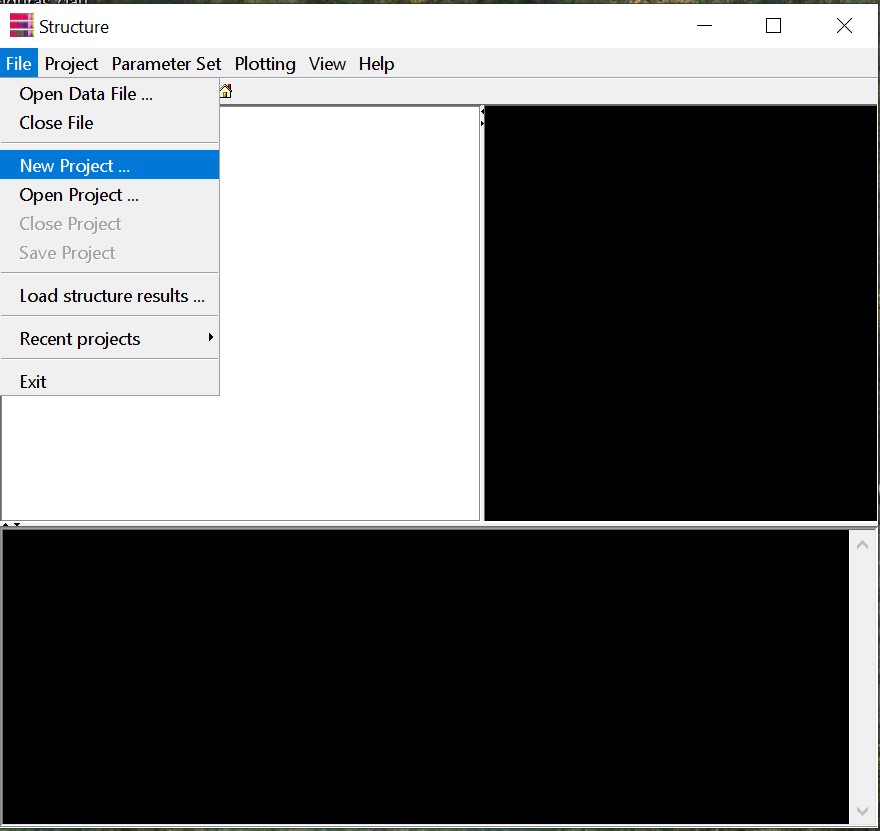 Structure
File Project Parameter Set Plotting View Help
Open Data File ...
Close File
New Project ...
Open Project ...
Close Project
Save Project
Load structure results ...
Recent projects
Exit